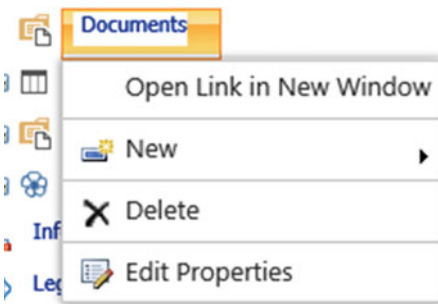 Documents
Open Link in New Window
New
Delete
Inf
Edit Properties
Leg